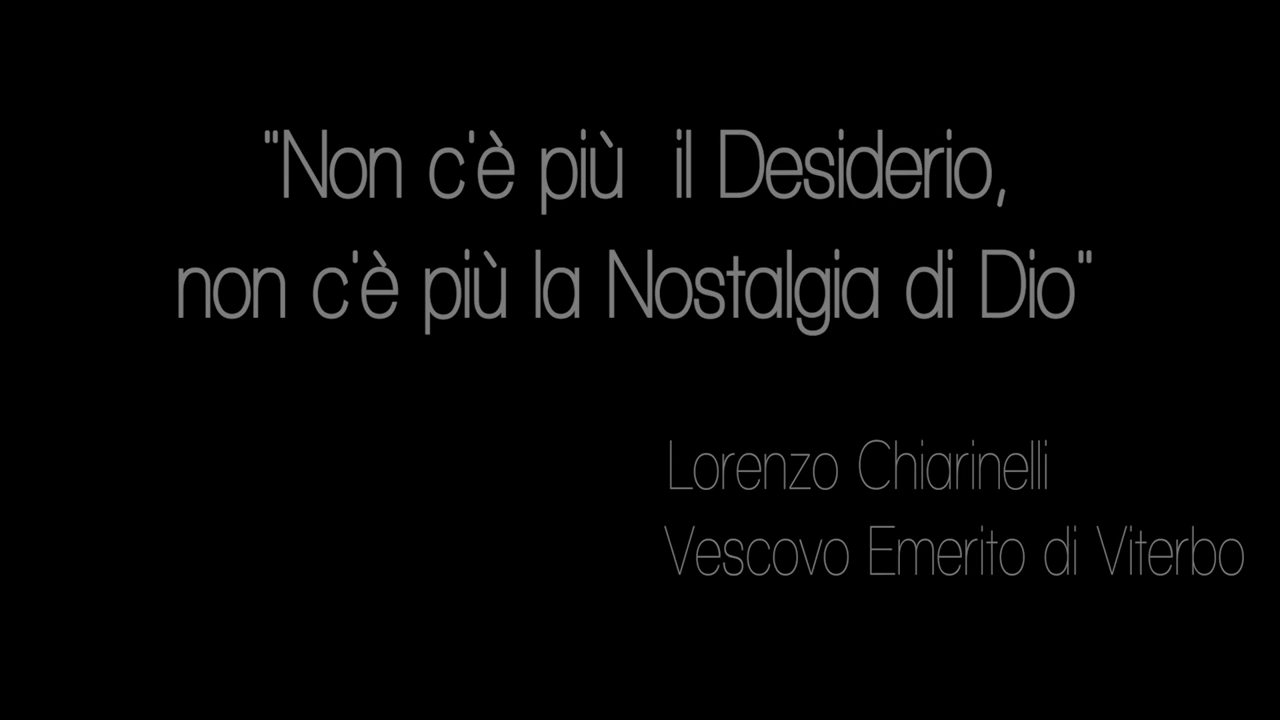 "Non c'è più il Desiderio,
non c'è più la Nostalgia di Dio"
Lorenzo Chiarinelli
Vescovo Emerito di Viterbo